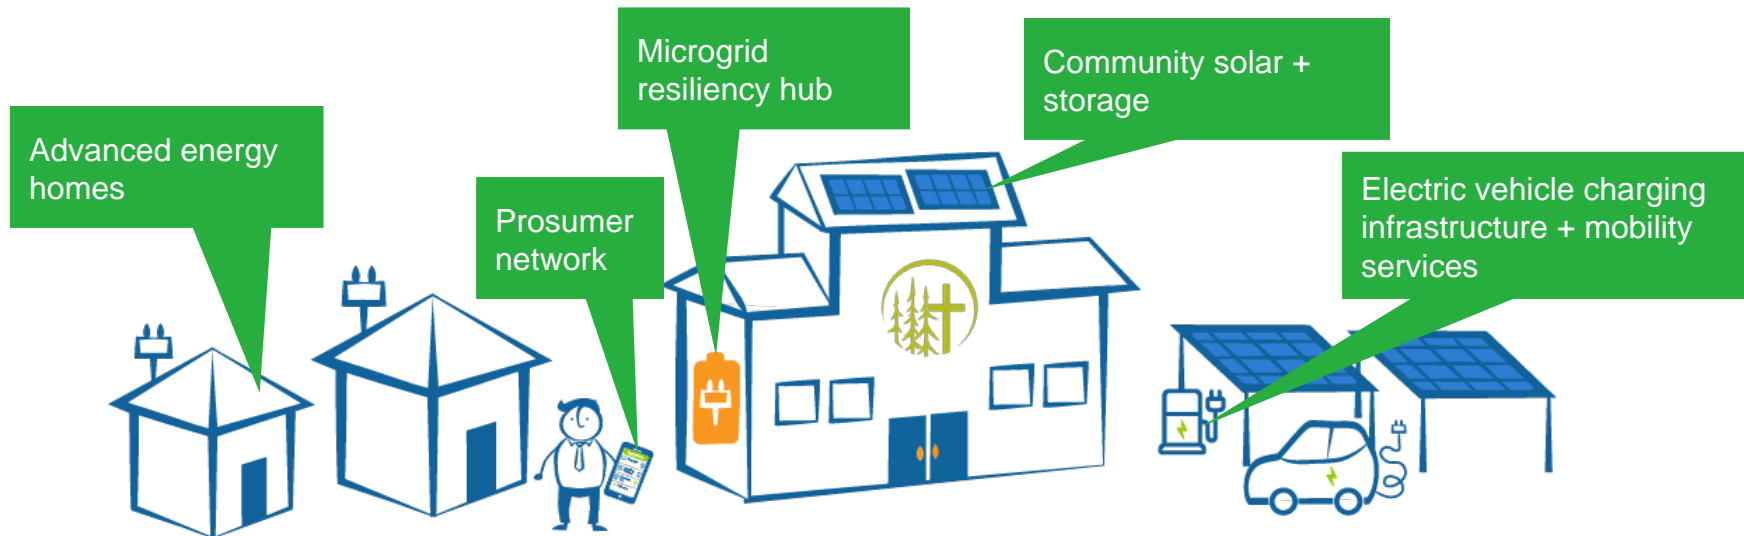 Advanced energy
homes
Prosumer
network
Microgrid
resiliency hub
Community solar +
storage
Electric vehicle charging
infrastructure + mobility
services